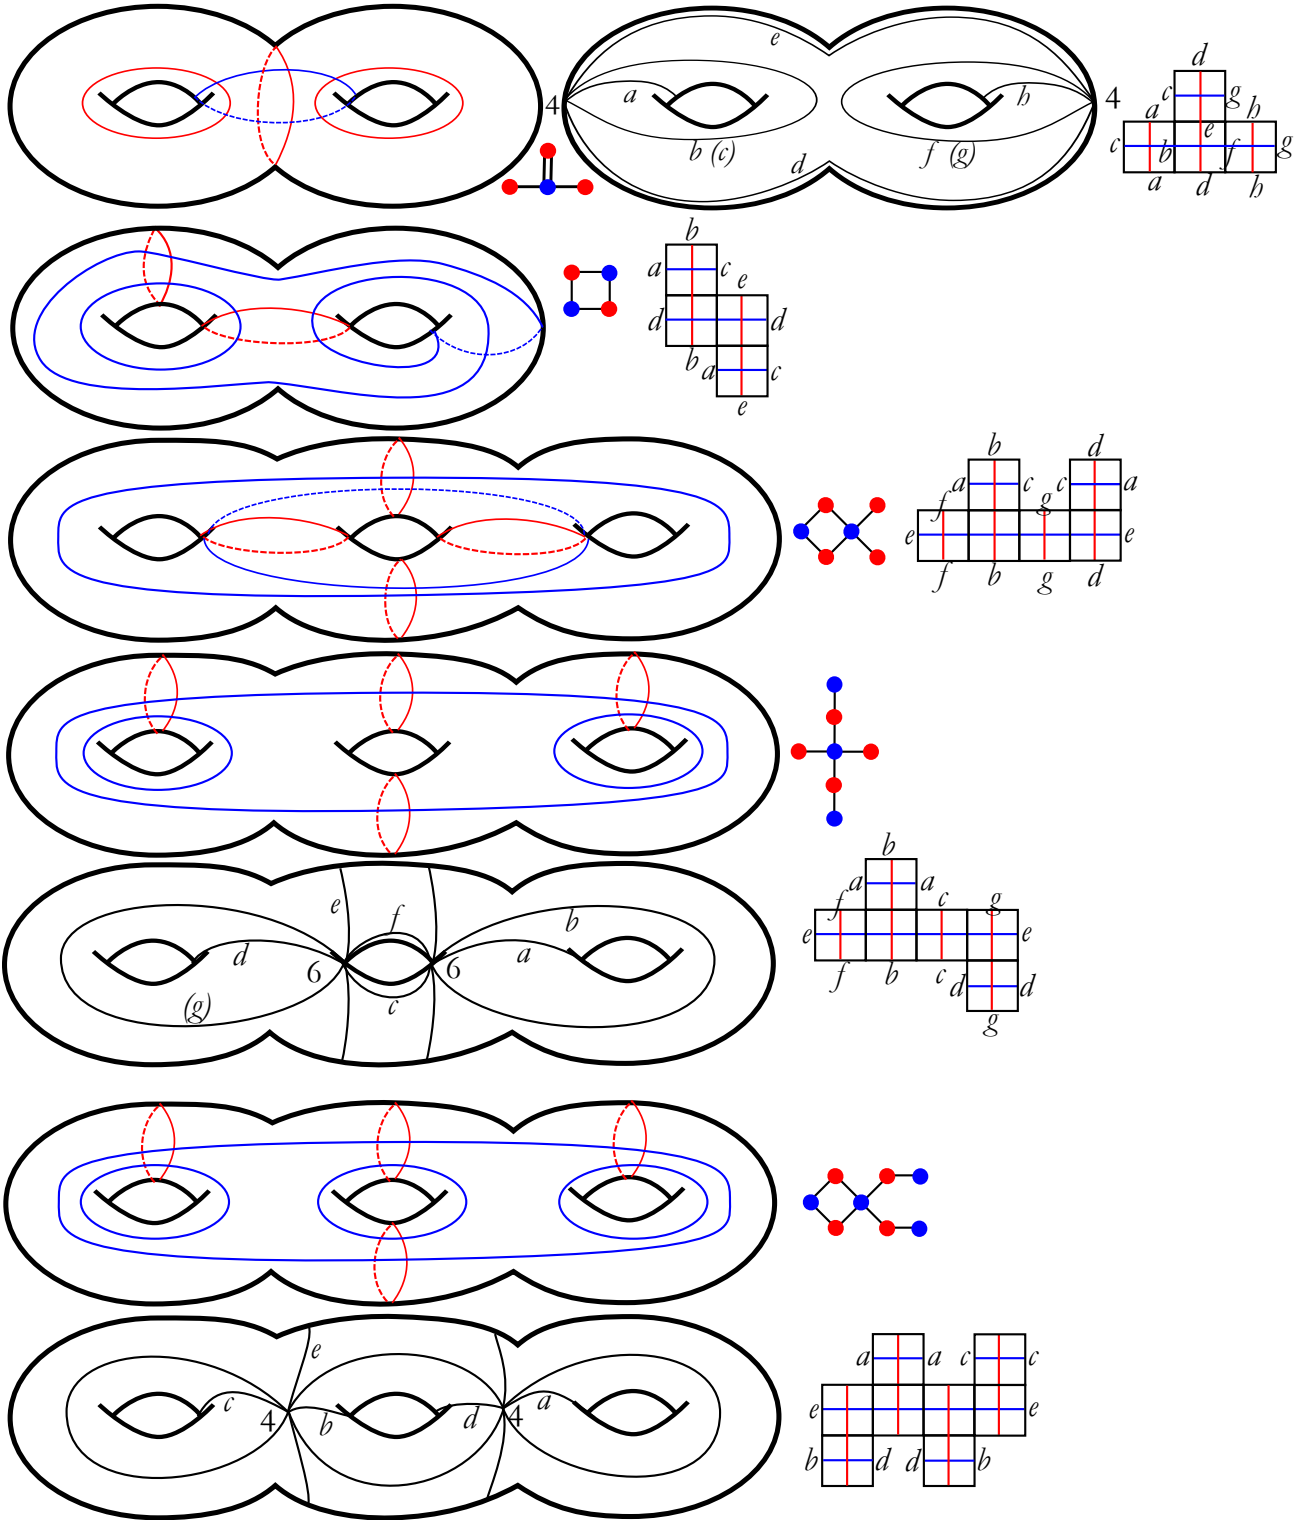 e
4
a
b (c)
d
f (g)
h
4
d
c g
a e h
c b f g
a d h
b
a c
e
d d
b a c
e
b d
a c c a
f g
e e
f b g d
b
a a
f c g
e e
f b c d d
g
e f b
d a
6 6
(g) c
e
c b d a
4 4
a a c c
e e
b d d b